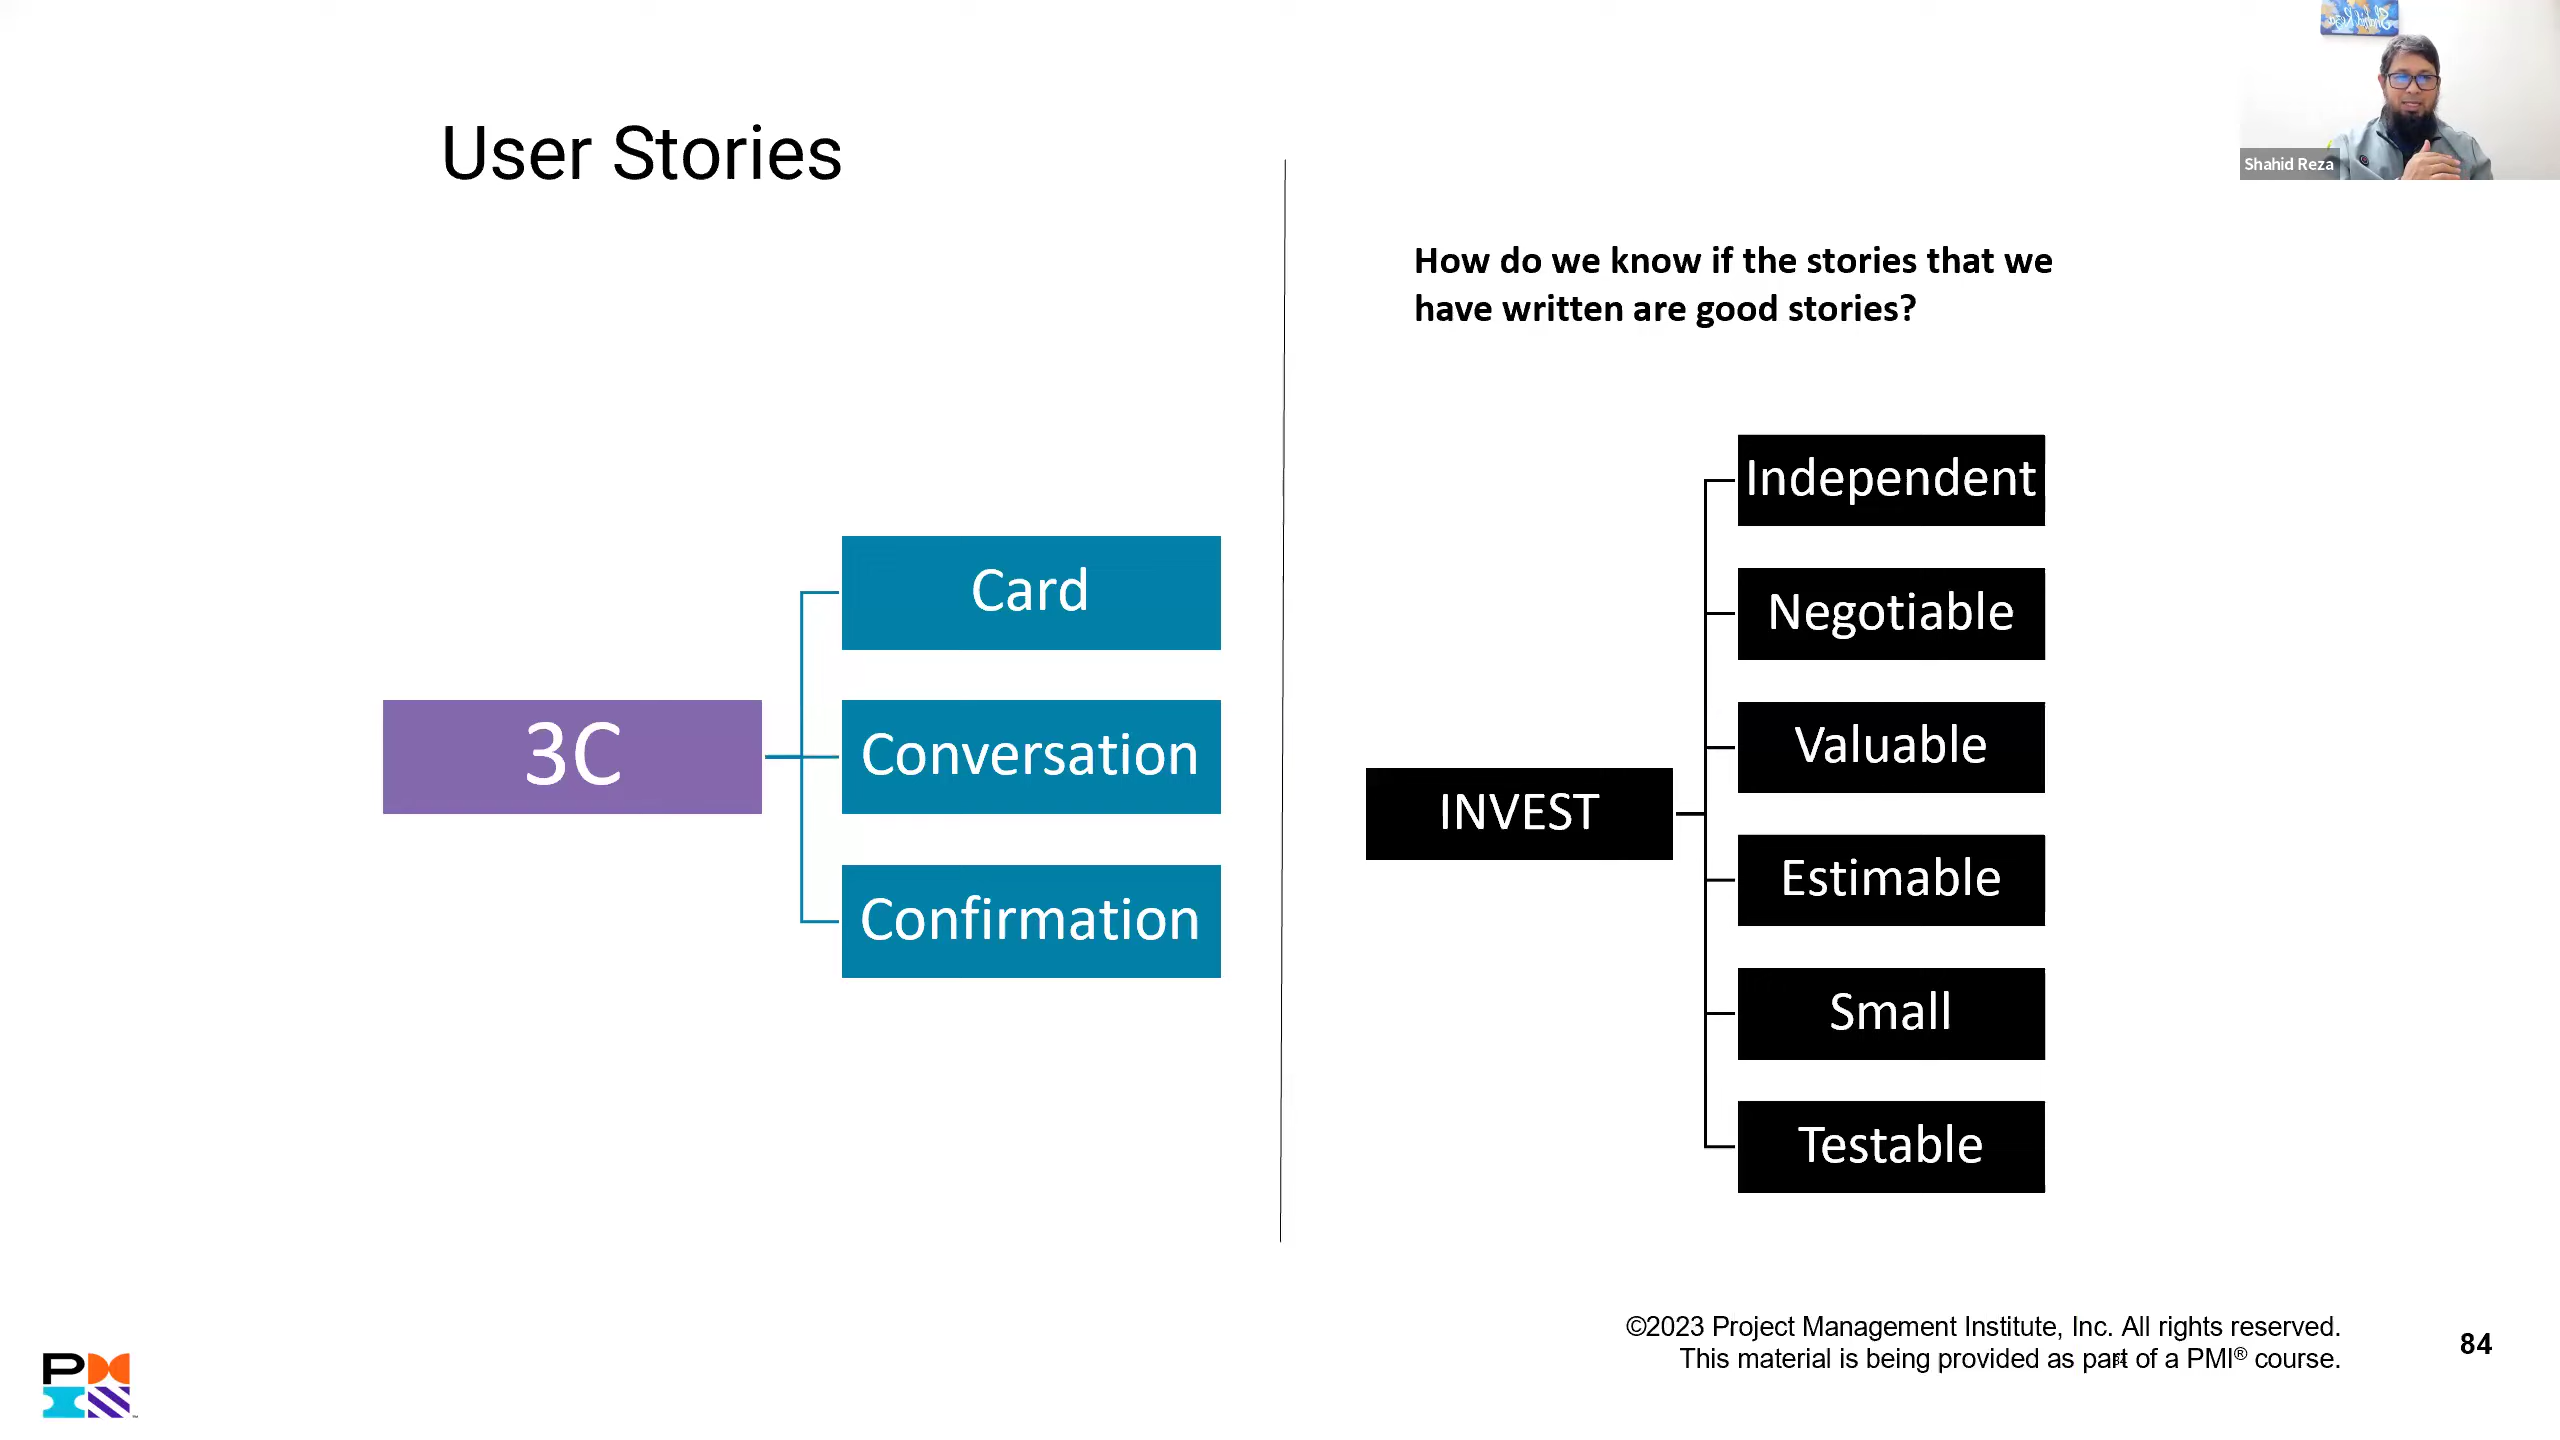 User Stories
Shahid Reza
How do we know if the stories that we
have written are good stories?
3C
Card
Conversation
Confirmation
INVEST
Independent
Negotiable
Valuable
Estimable
Small
Testable
©2023 Project Management Institute, Inc. All rights reserved.
This material is being provided as part of a PMI® course.
84